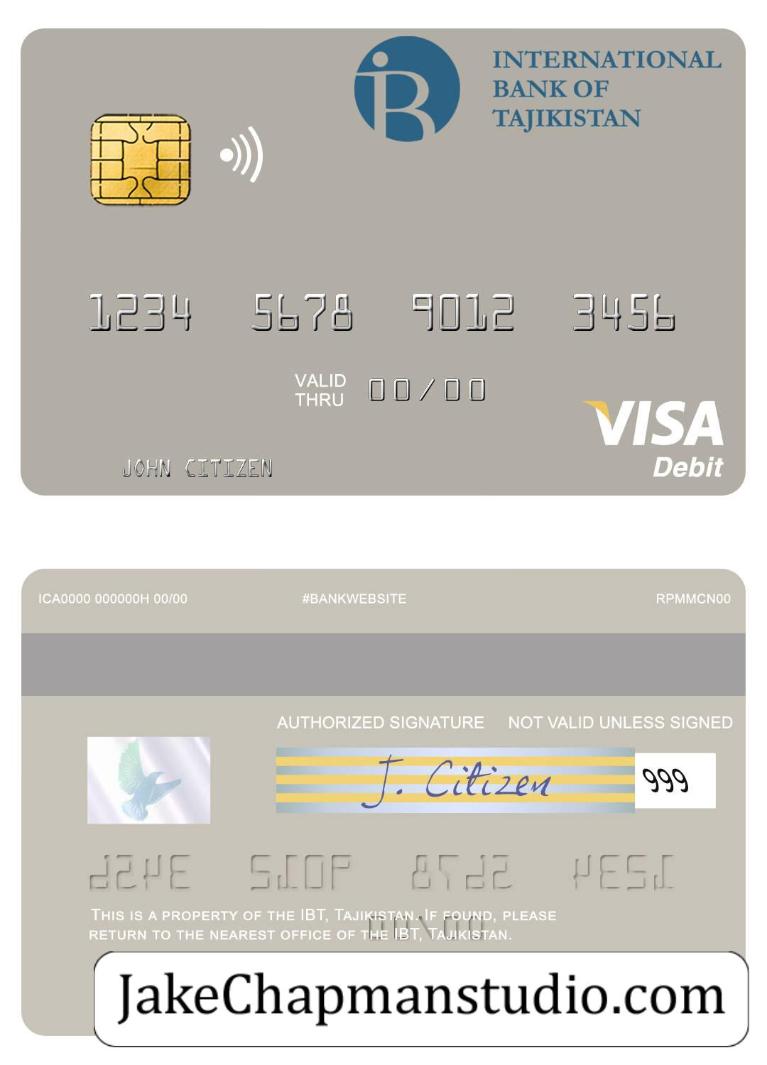 INTERNATIONAL
BANK OF
TAJIKISTAN
1234 5678 9012 3456
VALID
THRU 00/00
VISA
Debit
JOHN CITIZEN
ICA0000 000000H 00/00 #BANKWEBSITE RPMMCN00
AUTHORIZED SIGNATURE NOT VALID UNLESS SIGNED
J. Citizen 999
THIS IS A PROPERTY OF THE IBT, TAJIKISTAN. IF FOUND, PLEASE
RETURN TO THE NEAREST OFFICE OF THE IBT, TAJIKISTAN.
JakeChapmanstudio.com